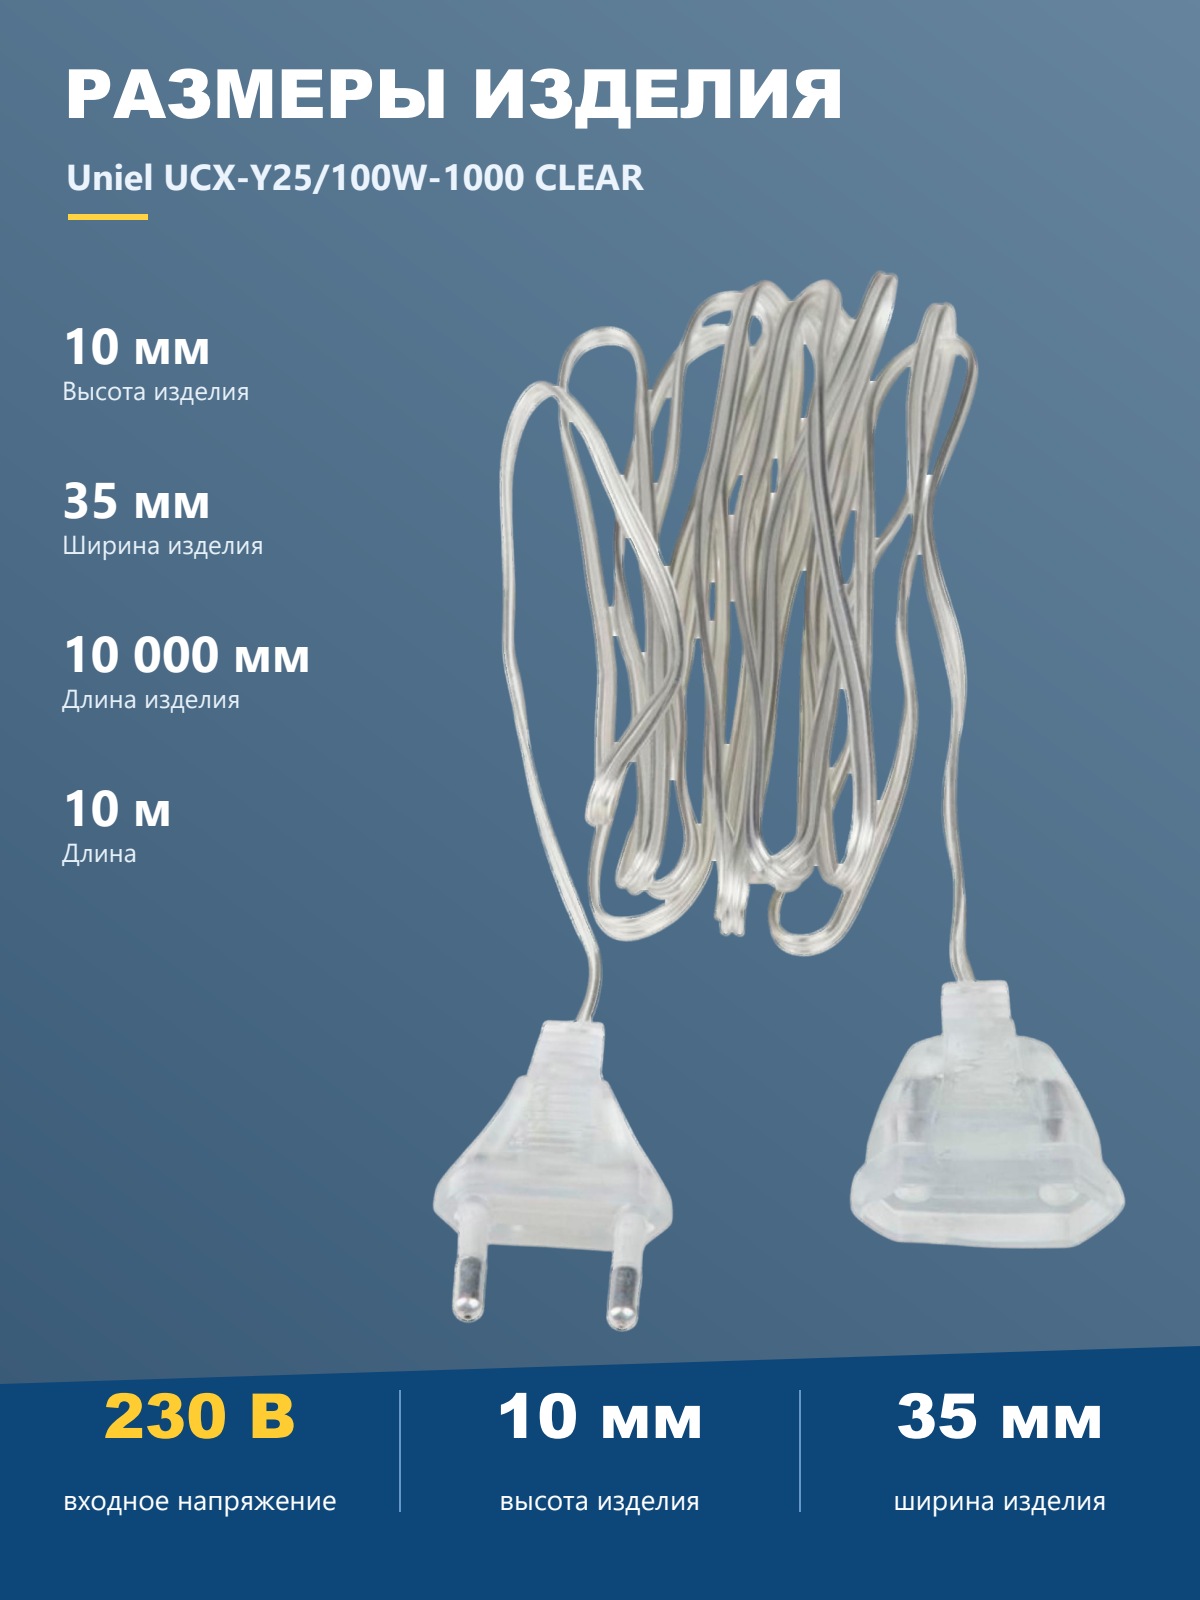 РАЗМЕРЫ ИЗДЕЛИЯ
Uniel UCX-Y25/100W-1000 CLEAR
10 мм
Высота изделия
35 мм
Ширина изделия
10 000 мм
Длина изделия
10 м
Длина
230 В
входное напряжение
10 мм
высота изделия
35 мм
ширина изделия